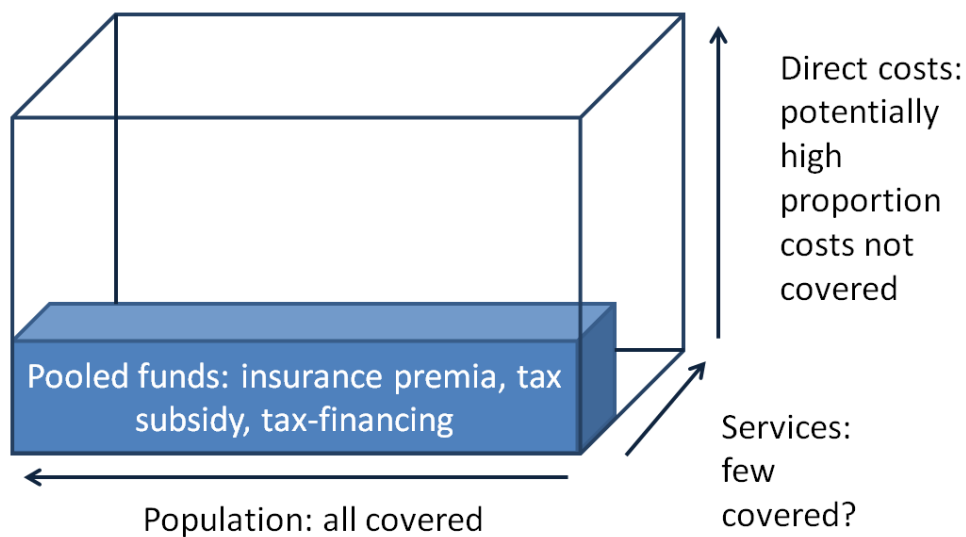 Direct costs:
potentially
high
proportion
costs not
covered
Pooled funds: insurance premia, tax
subsidy, tax-financing
Services:
few
covered?
Population: all covered